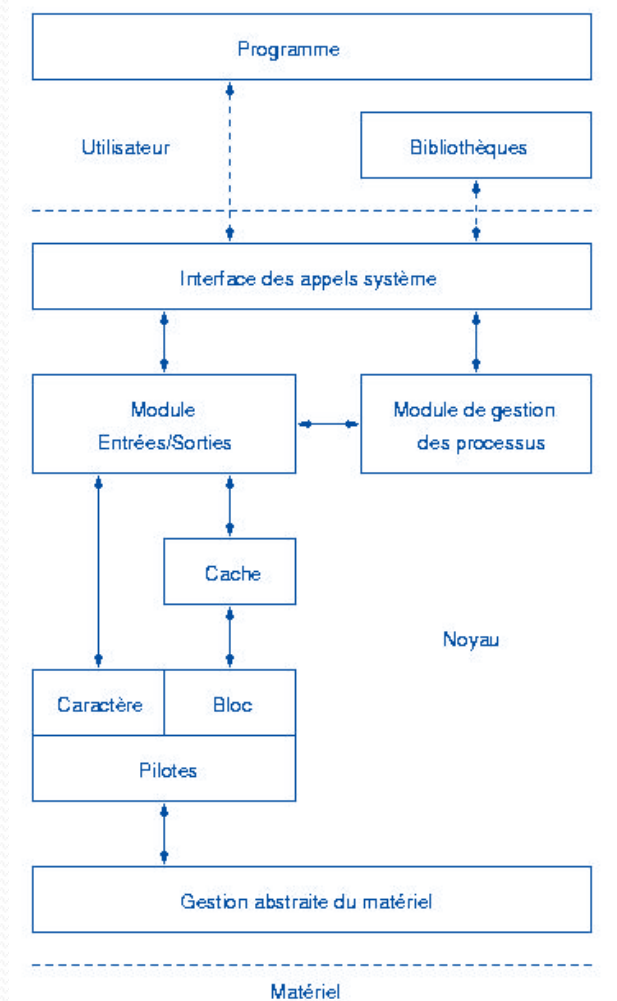 Programme
Utilisateur
Bibliothèques
Interface des appels système
Module
Entrées/Sorties
Module de gestion
des processus
Cache
Noyau
Caractère
Bloc
Pilotes
Gestion abstraite du matériel
Matériel